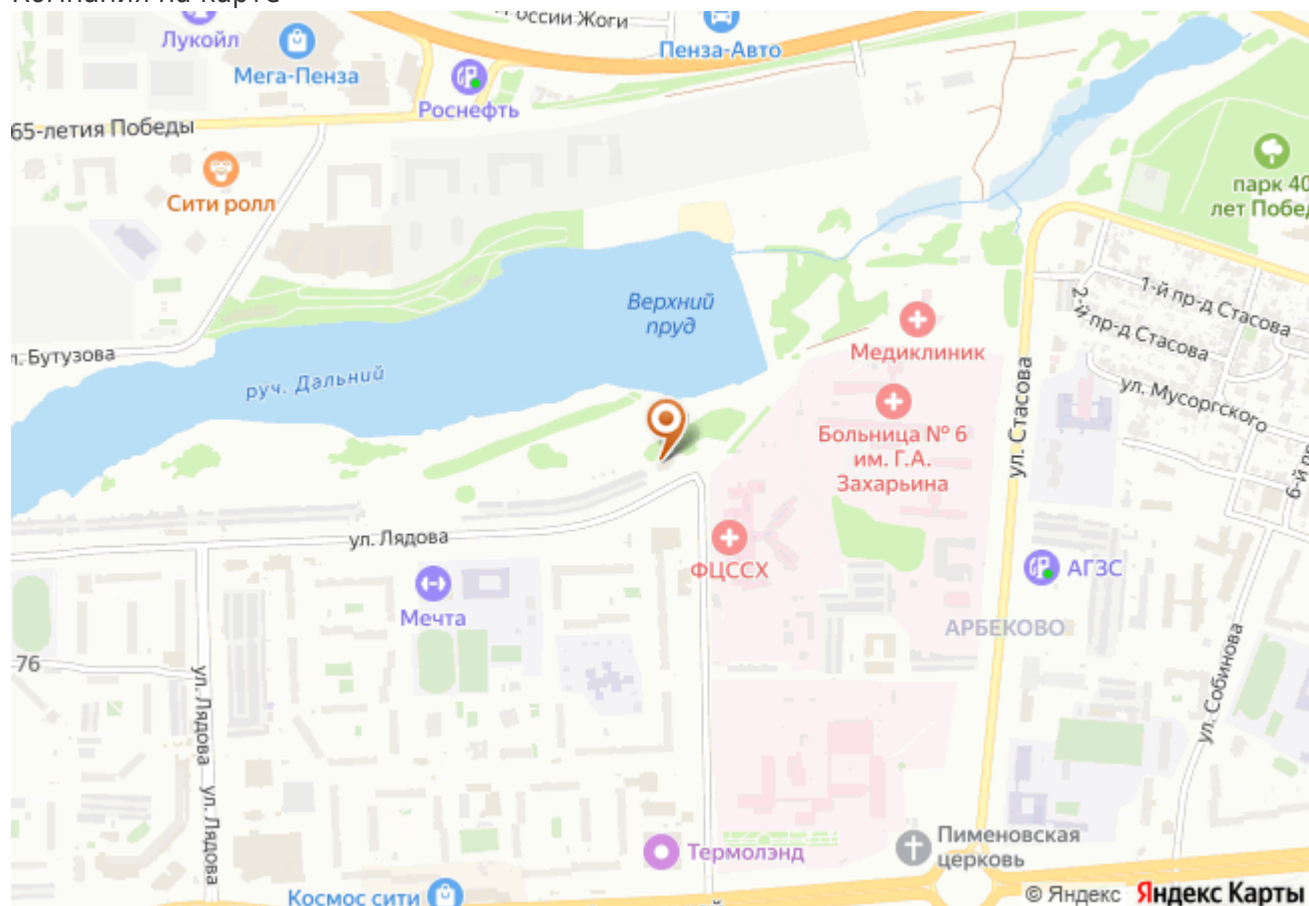 Компания на карте
России Жоги
Лукойл
Мега-Пенза
Пенза-Авто
Роснефть
65-летия Победы
Сити ролл
парк 40
лет Побед
Верхний
пруд
1-й пр-д Стасова
2-й пр-д Стасова
л. Бутузова
руч. Дальний
Медиклиник
ул. Мусоргского
Больница № 6
им. Г.А.
Захарьина
ул. Стасова
ул. Лядова
ФЦССХ
АГЗС
Мечта
АРБЕКОВО
76
ул. Лядова
ул. Собинова
ул. Лядова
Термолэнд
Пименовская
церковь
Космос сити
© Яндекс Яндекс Карты